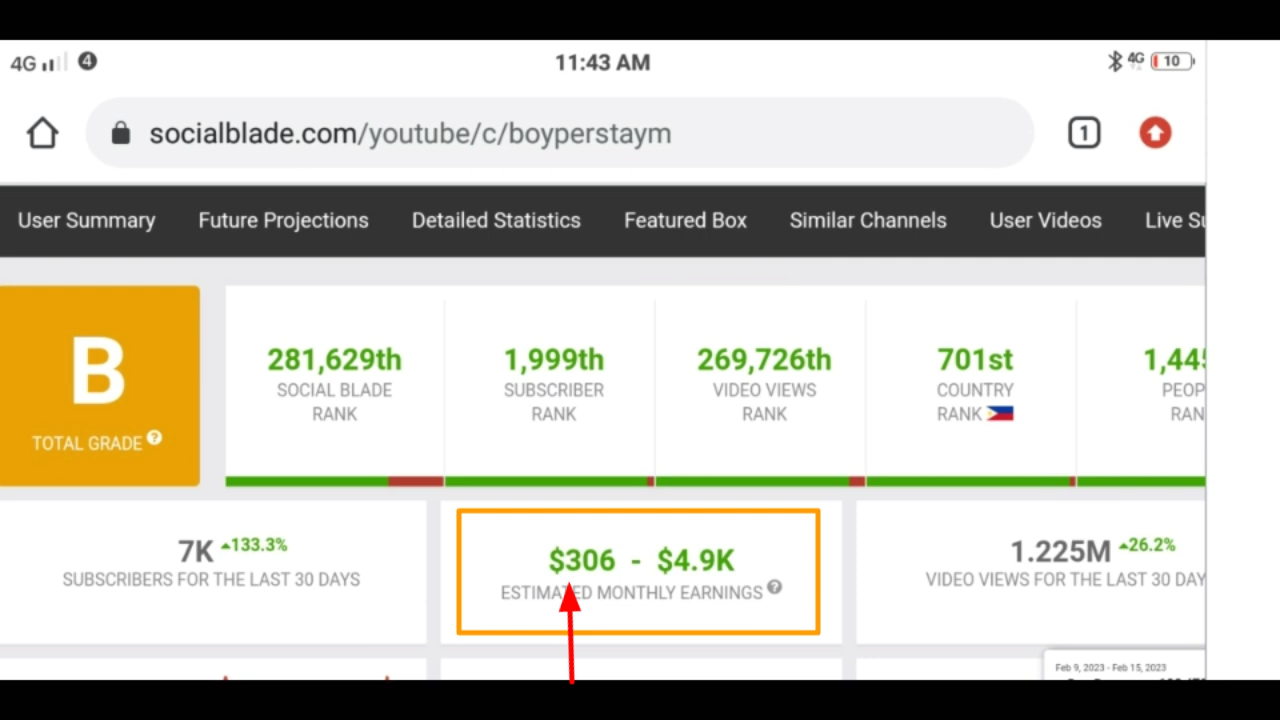 4G 4 11:43 AM 4G 10
socialblade.com/youtube/c/boyperstaym 1
User Summary Future Projections Detailed Statistics Featured Box Similar Channels User Videos Live
B
TOTAL GRADE ?
281,629th
SOCIAL BLADE
RANK
1,999th
SUBSCRIBER
RANK
269,726th
VIDEO VIEWS
RANK
701st
COUNTRY
RANK
7K 133.3%
SUBSCRIBERS FOR THE LAST 30 DAYS
$306 - $4.9K
ESTIMATED MONTHLY EARNINGS ?
1.225M 26.2%
VIDEO VIEWS FOR THE LAST 30 DAY
Feb 9, 2023 - Feb 15, 2023